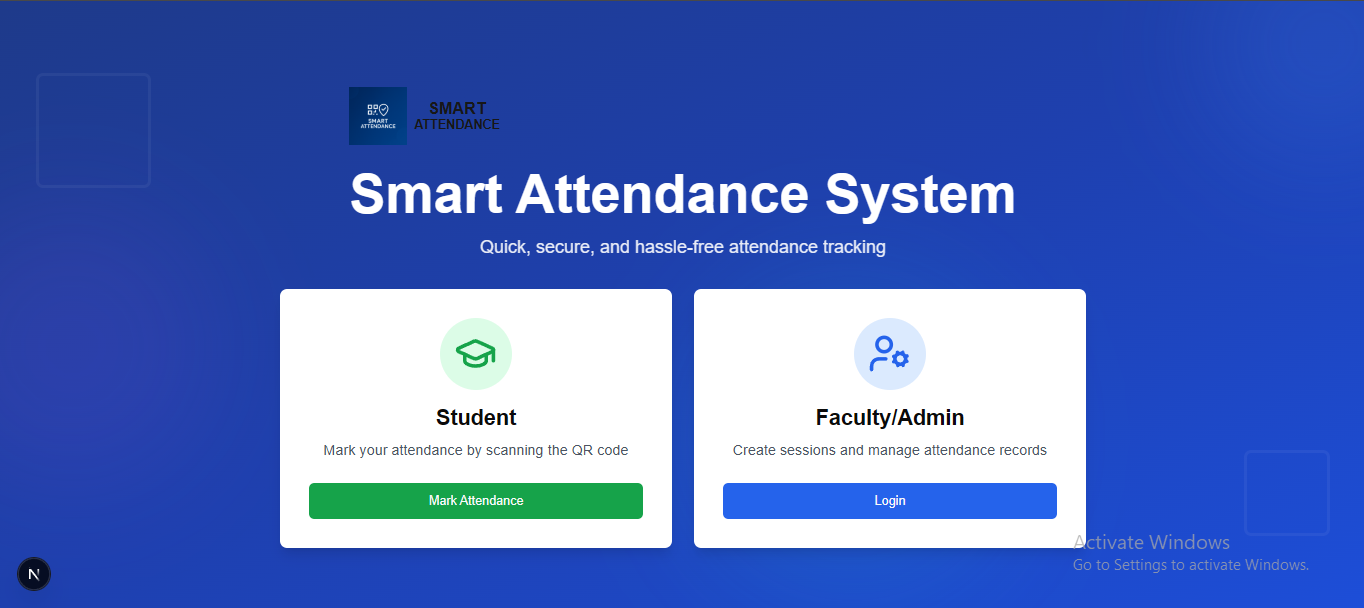 SMART
ATTENDANCE
SMART
ATTENDANCE
Smart Attendance System
Quick, secure, and hassle-free attendance tracking
Student
Mark your attendance by scanning the QR code
Mark Attendance
Faculty/Admin
Create sessions and manage attendance records
Login
Activate Windows
Go to Settings to activate Windows.
N